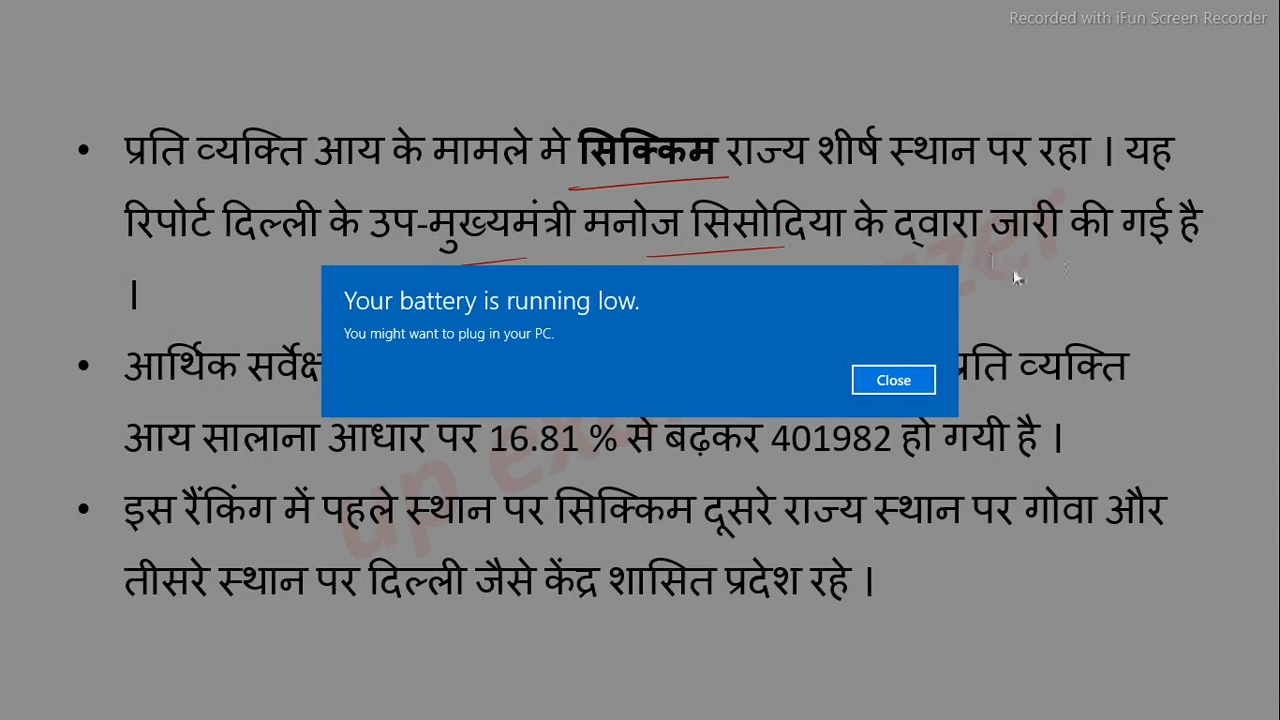 Recorded with iFun Screen Recorder
• प्रति व्यक्ति आय के मामले मे सिक्किम राज्य शीर्ष स्थान पर रहा । यह
रिपोर्ट दिल्ली के उप-मुख्यमंत्री मनोज सिसोदिया के द्वारा जारी की गई है
।
Your battery is running low.
You might want to plug in your PC.
Close
• आर्थिक प्रति व्यक्ति
आय सालाना आधार पर 16.81 % से बढ़कर 401982 हो गयी है ।
• इस रैंकिंग में पहले स्थान पर सिक्किम दूसरे राज्य स्थान पर गोवा और
तीसरे स्थान पर दिल्ली जैसे केंद्र शासित प्रदेश रहे ।